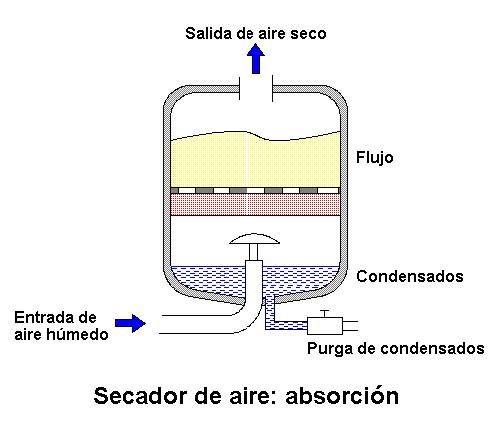 Salida de aire seco
Flujo
Condensados
Entrada de
aire húmedo
Purga de condensados
Secador de aire: absorción